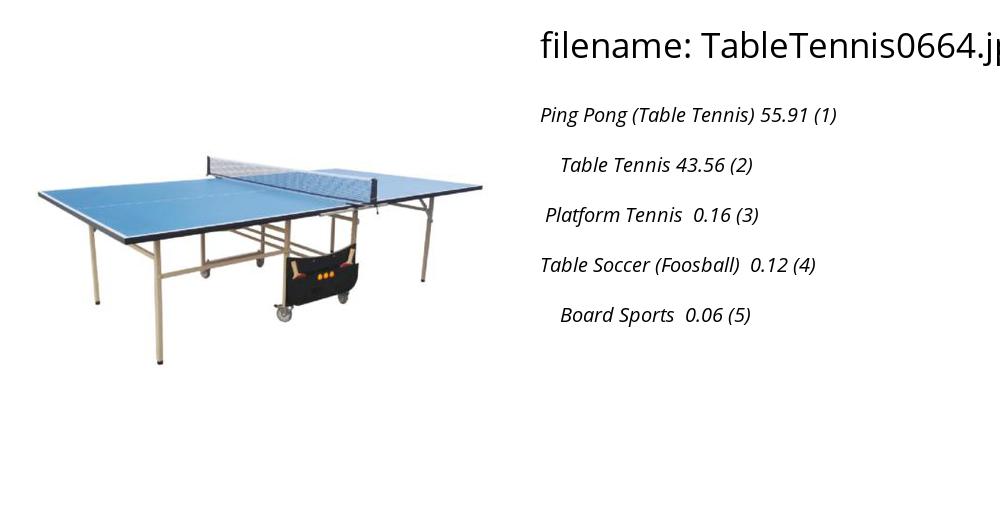 filename: TableTennis0664.jp
Ping Pong (Table Tennis) 55.91 (1)
Table Tennis 43.56 (2)
Platform Tennis 0.16 (3)
Table Soccer (Foosball) 0.12 (4)
Board Sports 0.06 (5)